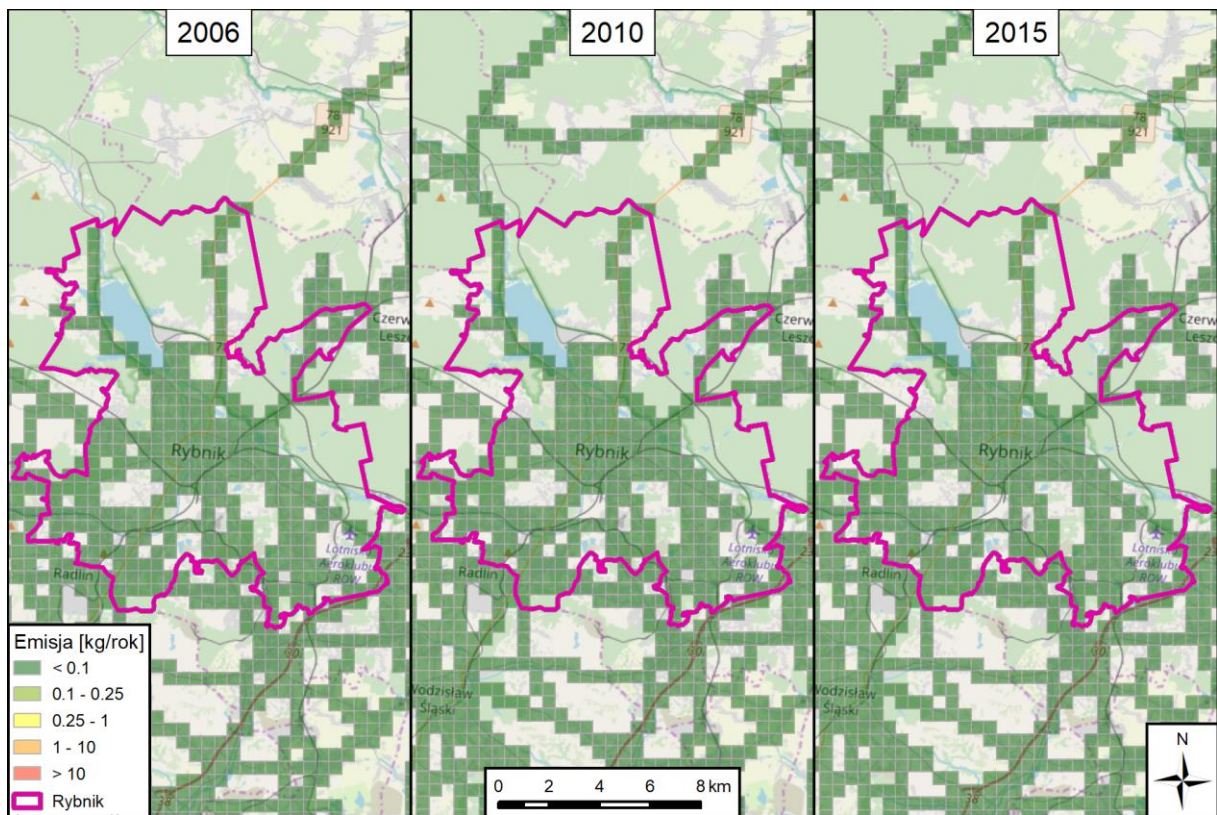 2006
2010
2015
78
921
78
921
78
921
Czerw
Leszc
Czerw
Leszc
Czerw
Leszc
Rybnik
Rybnik
Rybnik
Lotnisk
Aeroklubu
ROW
Lotnisk
Aeroklubu
ROW
Lotnisk
Aeroklubu
ROW
Radlin
Radlin
Radlin
Wodzisław
Śląski
Wodzisław
Śląski
Emisja [kg/rok]
< 0.1
0.1 - 0.25
0.25 - 1
1 - 10
> 10
Rybnik
0 2 4 6 8 km
N